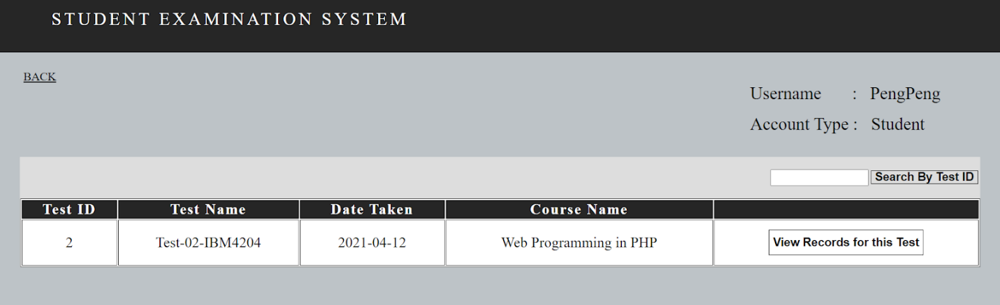 STUDENT EXAMINATION SYSTEM
BACK
Username : PengPeng
Account Type : Student
Search By Test ID
Test ID Test Name Date Taken Course Name
2 Test-02-IBM4204 2021-04-12 Web Programming in PHP View Records for this Test